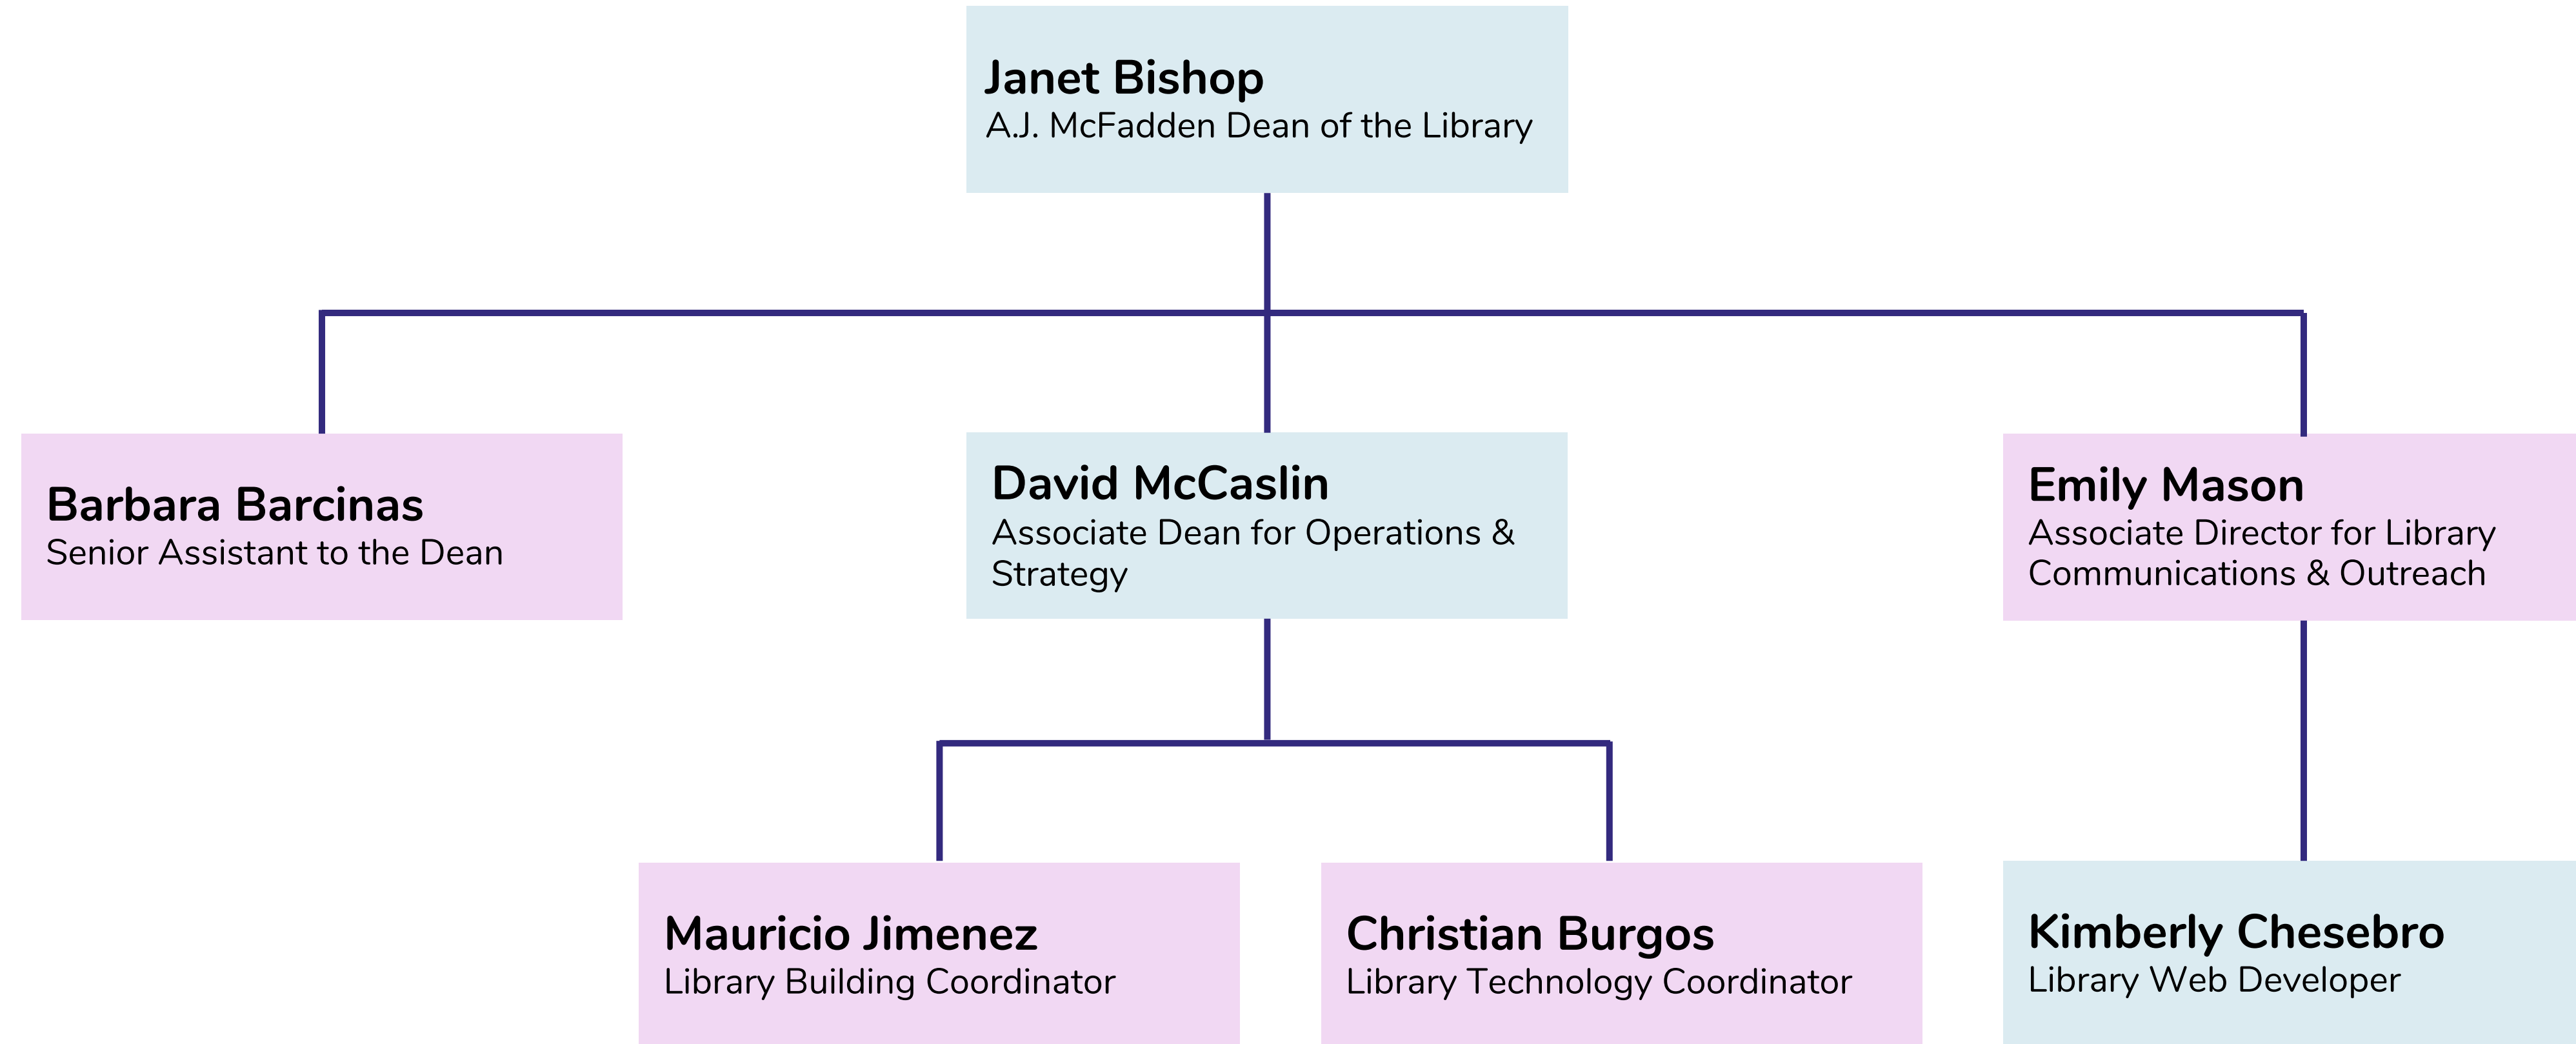 Janet Bishop
A.J. McFadden Dean of the Library
Barbara Barcinas
Senior Assistant to the Dean
David McCaslin
Associate Dean for Operations &
Strategy
Emily Mason
Associate Director for Library
Communications & Outreach
Mauricio Jimenez
Library Building Coordinator
Christian Burgos
Library Technology Coordinator
Kimberly Chesebro
Library Web Developer